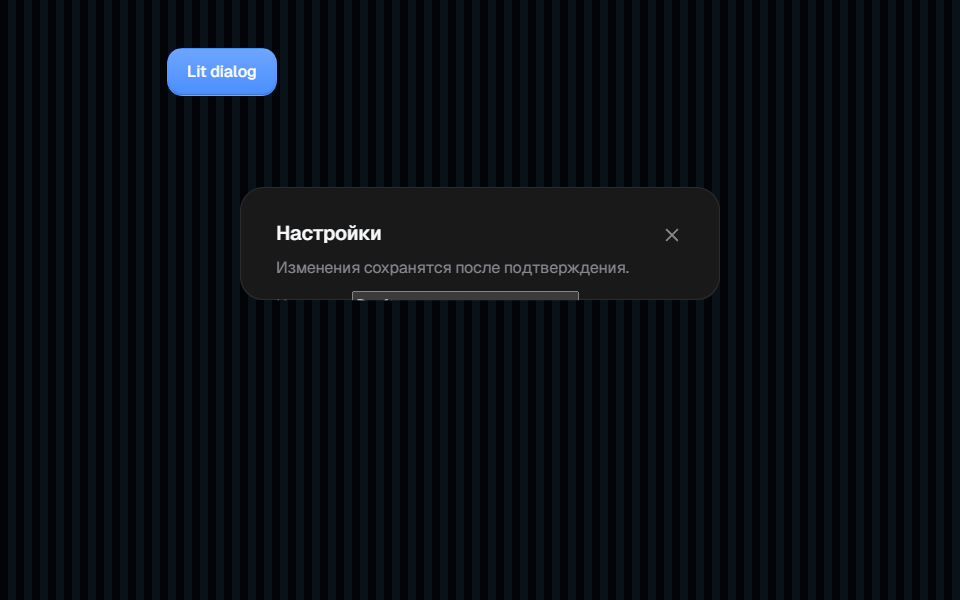 Lit dialog
Настройки
Изменения сохранятся после подтверждения.